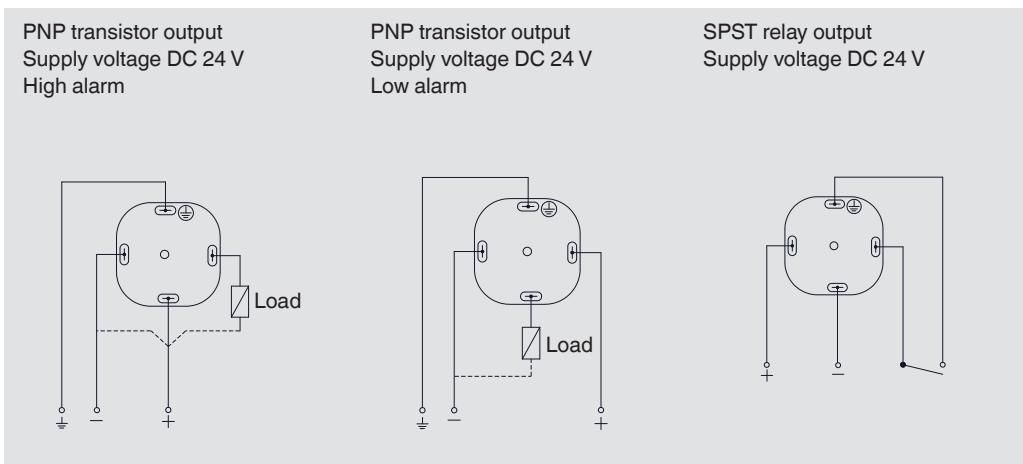 PNP transistor output
Supply voltage DC 24 V
High alarm
Load
– +
PNP transistor output
Supply voltage DC 24 V
Low alarm
Load
– +
SPST relay output
Supply voltage DC 24 V
+ –